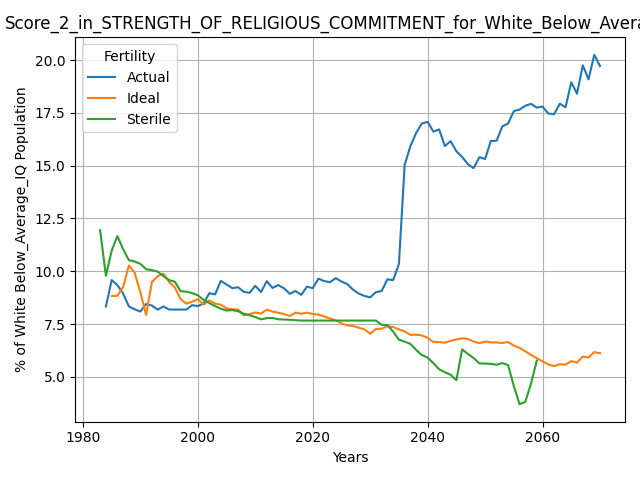 Score_2_in_STRENGTH_OF_RELIGIOUS_COMMITMENT_for_White_Below_Avera
Fertility
Actual
Ideal
Sterile
% of White Below_Average_IQ Population
20.0
17.5
15.0
12.5
10.0
7.5
5.0
1980 2000 2020 2040 2060
Years